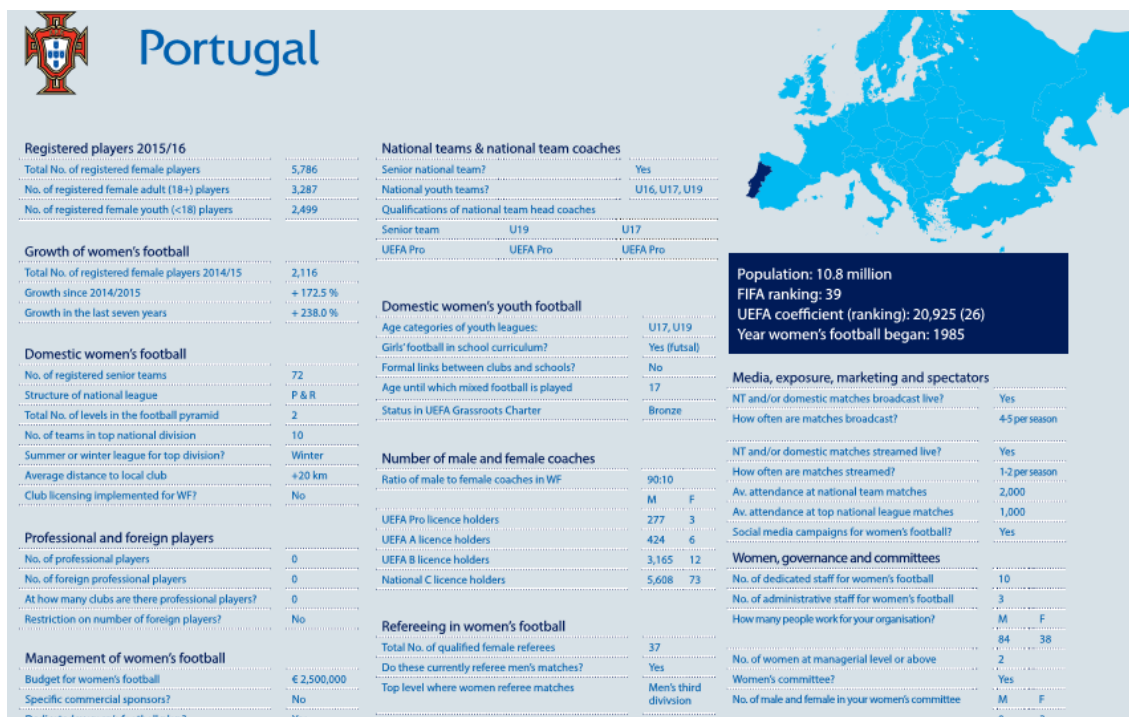 Portugal
Registered players 2015/16
Total No. of registered female players 5,786
No. of registered female adult (18+) players 3,287
No. of registered female youth (<18) players 2,499
Growth of women's football
Total No. of registered female players 2014/15 2,116
Growth since 2014/2015 + 172.5 %
Growth in the last seven years + 238.0 %
Domestic women's football
No. of registered senior teams 72
Structure of national league P & R
Total No. of levels in the football pyramid 2
No. of teams in top national division 10
Summer or winter league for top division? Winter
Average distance to local club +20 km
Club licensing implemented for WF? No
Professional and foreign players
No. of professional players 0
No. of foreign professional players 0
At how many clubs are there professional players? 0
Restriction on number of foreign players? No
Management of women's football
Budget for women's football € 2,500,000
Specific commercial sponsors? No
National teams & national team coaches
Senior national team? Yes
National youth teams? U16, U17, U19
Qualifications of national team head coaches
Senior team U19 U17
UEFA Pro UEFA Pro UEFA Pro
Domestic women's youth football
Age categories of youth leagues: U17, U19
Girls' football in school curriculum? Yes (futsal)
Formal links between clubs and schools? No
Age until which mixed football is played 17
Status in UEFA Grassroots Charter Bronze
Number of male and female coaches
Ratio of male to female coaches in WF 90:10
M F
UEFA Pro licence holders 277 3
UEFA A licence holders 424 6
UEFA B licence holders 3,165 12
National C licence holders 5,608 73
Refereeing in women's football
Total No. of qualified female referees 37
Do these currently referee men's matches? Yes
Top level where women referee matches Men's third
divivsion
Population: 10.8 million
FIFA ranking: 39
UEFA coefficient (ranking): 20,925 (26)
Year women's football began: 1985
Media, exposure, marketing and spectators
NT and/or domestic matches broadcast live? Yes
How often are matches broadcast? 4-5 per season
NT and/or domestic matches streamed live? Yes
How often are matches streamed? 1-2 per season
Av. attendance at national team matches 2,000
Av. attendance at top national league matches 1,000
Social media campaigns for women's football? Yes
Women, governance and committees
No. of dedicated staff for women's football 10
No. of administrative staff for women's football 3
How many people work for your organisation? M F
84 38
No. of women at managerial level or above 2
Women's committee? Yes
No. of male and female in your women's committee M F